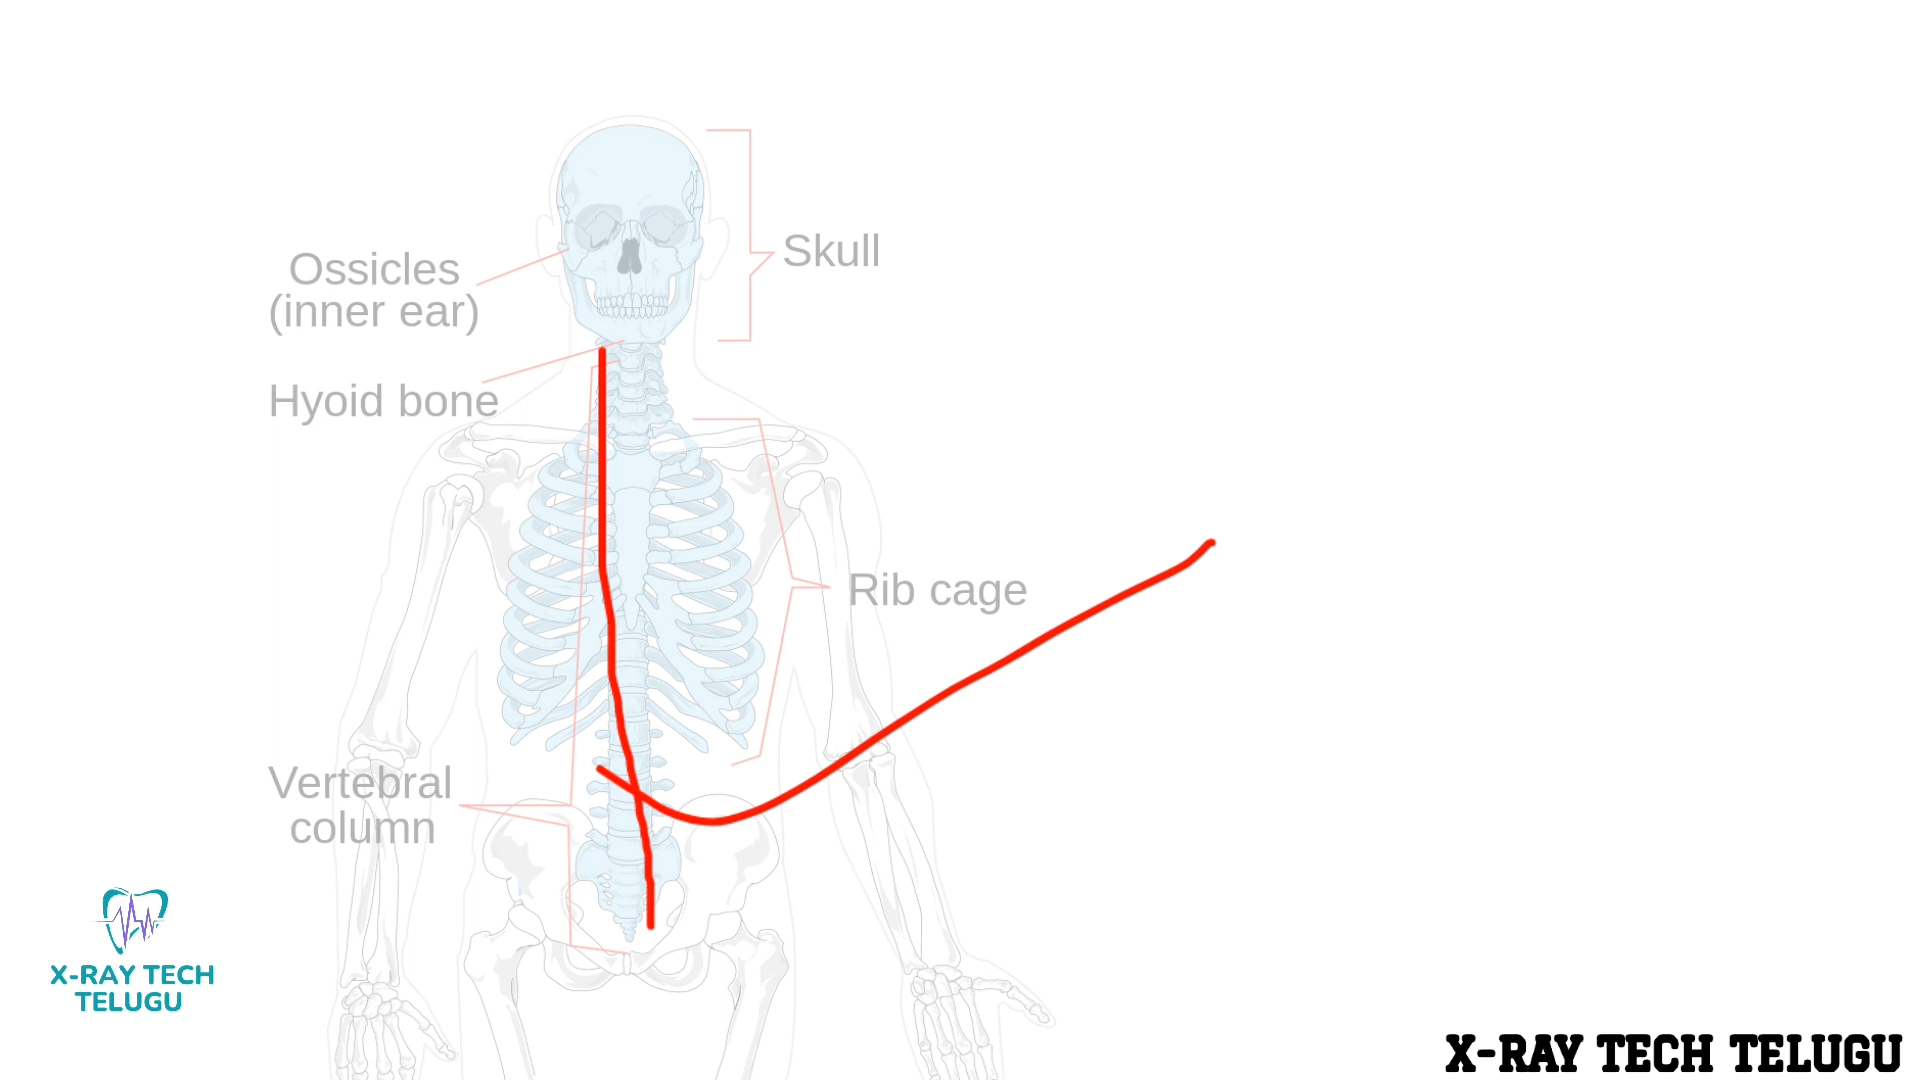 Skull
Ossicles
(inner ear)
Hyoid bone
Rib cage
Vertebral
column
X-RAY TECH
TELUGU
X-RAY TECH TELUGU